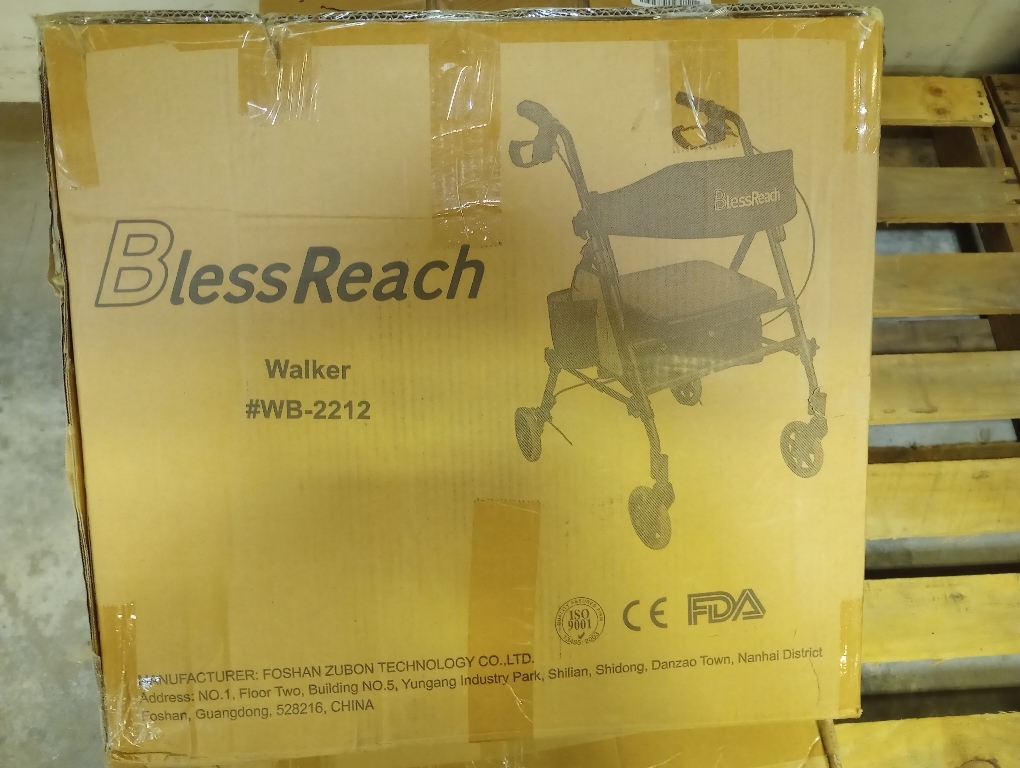 BlessReach
BlessReach
Walker
#WB-2212
ISO
9001
CE FDA
MANUFACTURER: FOSHAN ZUBON TECHNOLOGY CO.,LTD.
Address: NO.1, Floor Two, Building NO.5, Yungang Industry Park, Shilian, Shidong, Danzao Town, Nanhai District
Foshan, Guangdong, 528216, CHINA